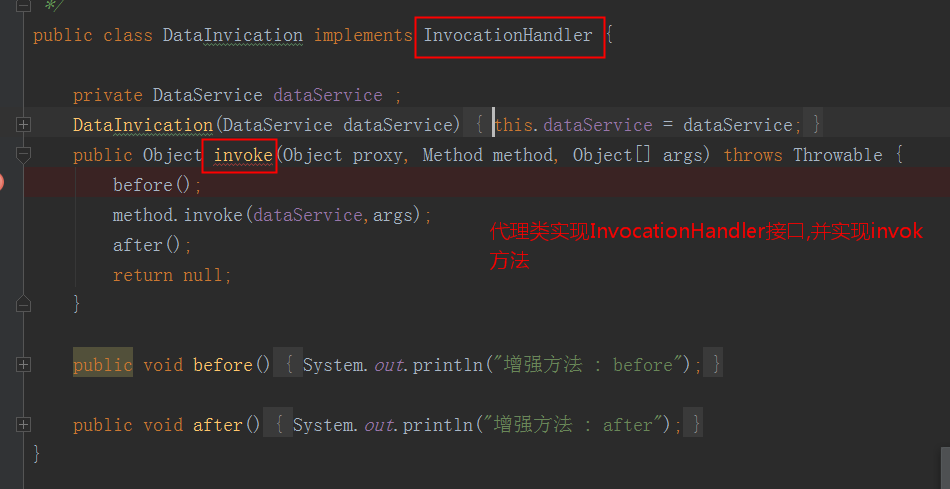 */
public class DataInvication implements InvocationHandler {
private DataService dataService ;
DataInvication(DataService dataService) { this.dataService = dataService; }
public Object invoke(Object proxy, Method method, Object[] args) throws Throwable {
before();
method.invoke(dataService,args);
after();
return null;
}
代理类实现InvocationHandler接口,并实现invok
方法
public void before() { System.out.println("增强方法 : before"); }
public void after() { System.out.println("增强方法 : after"); }
}